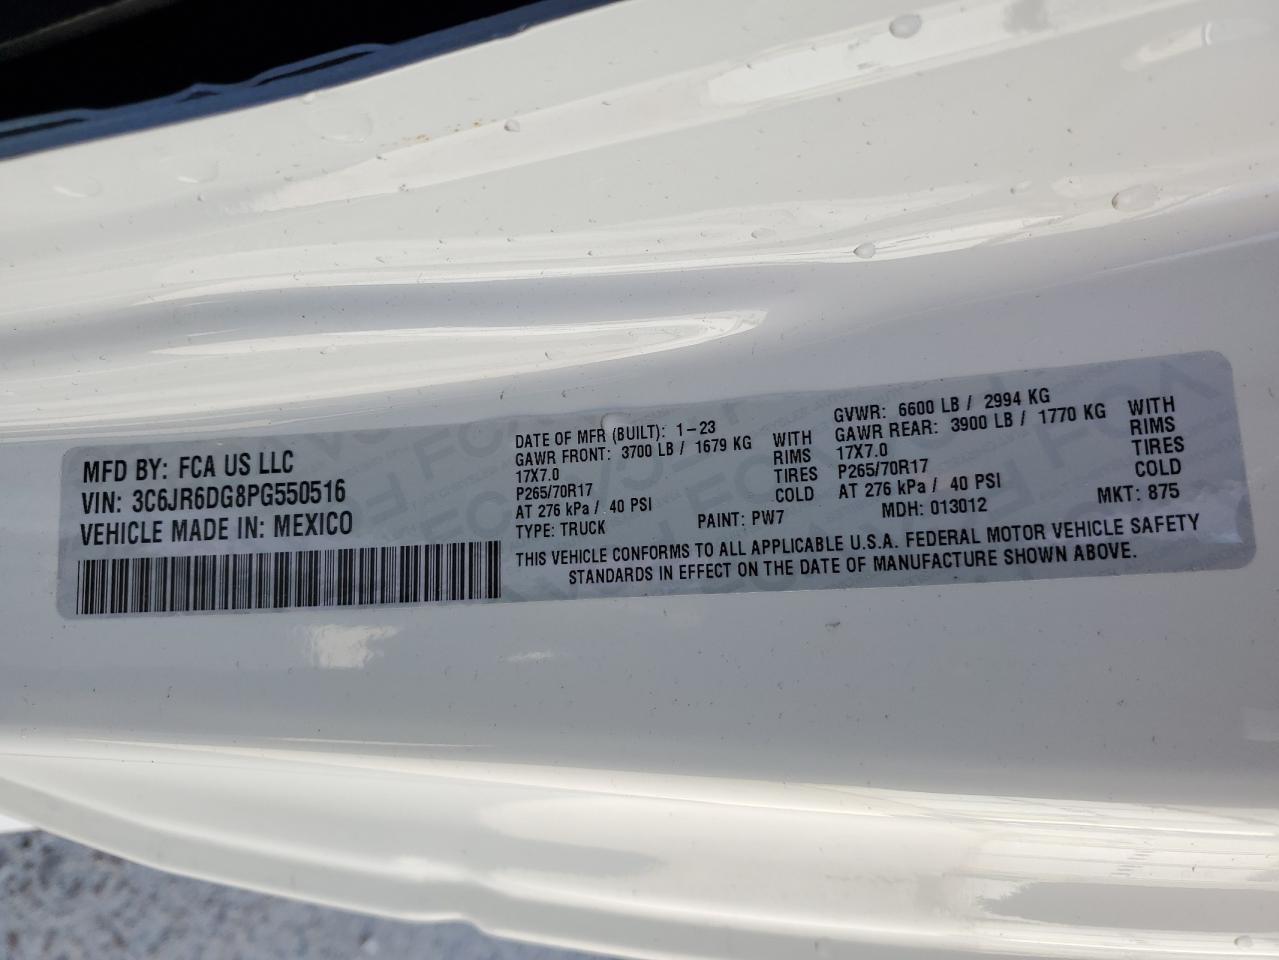 MFD BY: FCA US LLC
VIN: 3C6JR6DG8PG550516
VEHICLE MADE IN: MEXICO
DATE OF MFR (BUILT): 1-23
GAWR FRONT: 3700 LB / 1679 KG WITH
17X7.0 RIMS
P265/70R17 TIRES
AT 276 kPa / 40 PSI COLD
TYPE: TRUCK PAINT: PW7
GVWR: 6600 LB / 2994 KG
GAWR REAR: 3900 LB / 1770 KG WITH
17X7.0 RIMS
P265/70R17 TIRES
AT 276 kPa / 40 PSI COLD
MDH: 013012 MKT: 875
THIS VEHICLE CONFORMS TO ALL APPLICABLE U.S.A. FEDERAL MOTOR VEHICLE SAFETY
STANDARDS IN EFFECT ON THE DATE OF MANUFACTURE SHOWN ABOVE.